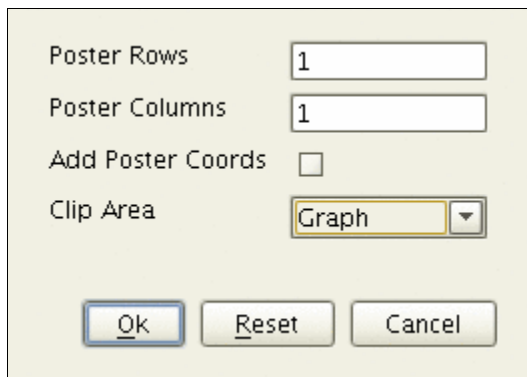 Poster Rows 1
Poster Columns 1
Add Poster Coords
Clip Area Graph
Ok Reset Cancel